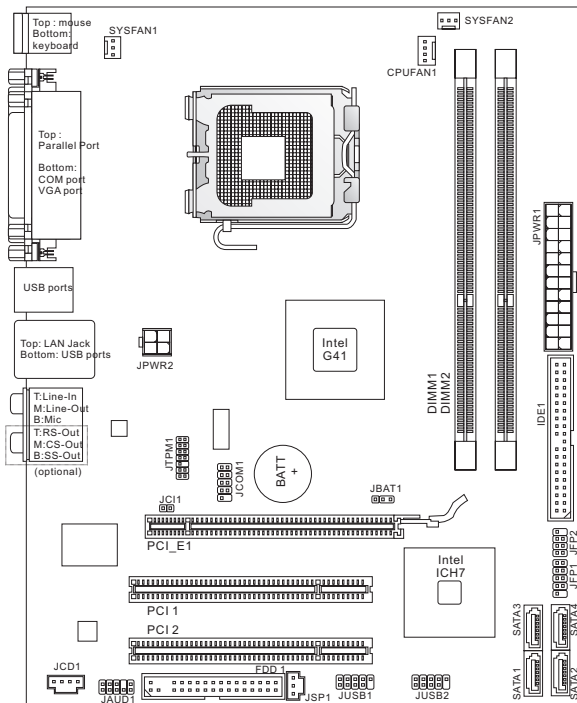 Top : mouse
Bottom:
keyboard
SYSFAN1
SYSFAN2
CPUFAN1
Top :
Parallel Port
Bottom:
COM port
VGA port
JPWR1
USB ports
Top: LAN Jack
Bottom: USB ports
JPWR2
Intel
G41
DIMM1
DIMM2
IDE1
T:Line-In
M:Line-Out
B:Mic
T:RS-Out
M:CS-Out
B:SS-Out
(optional)
JTPM1
JCOM1
BATT
+
JCI1
JBAT1
PCI_E1
Intel
ICH7
JFP2
JFP1
PCI 1
PCI 2
SATA3
SATA4
SATA1
SATA2
JCD1
JAUD1
FDD 1
JSP1
JUSB1
JUSB2